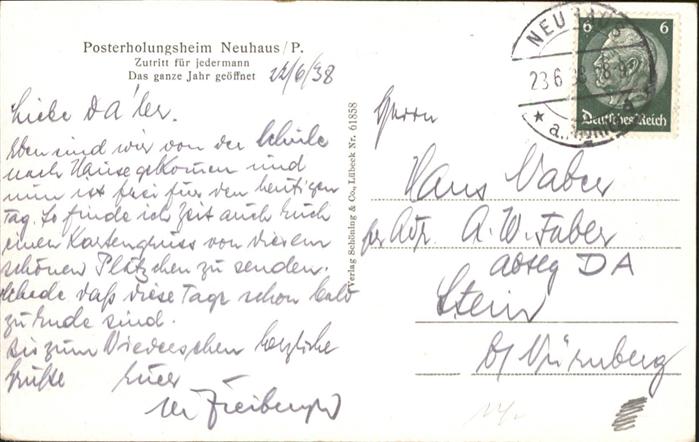 Posterholungsheim Neuhaus/P.
Zutritt für jedermann
Das ganze Jahr geöffnet
22/6/38
Liebe DA'ler.
Eben sind wir von der Schule
nach Hause gekommen und
nun ist frei für den heutigen
Tag. So finde ich Zeit auch Euch
einen Kartengruss von diesem
schönen Plätzchen zu senden.
Schade daß diese Tage schon bald
zu Ende sind.
Bis zum Wiedersehen herzliche
Grüße Euer
Verlag Schöning & Co., Lübeck Nr. 61858
NEUHAUS
23.6.38
6 6
Deutsches Reich
Herrn
Hans
per Adr. A. W. Faber
DA
Stein
b/ Nürnberg